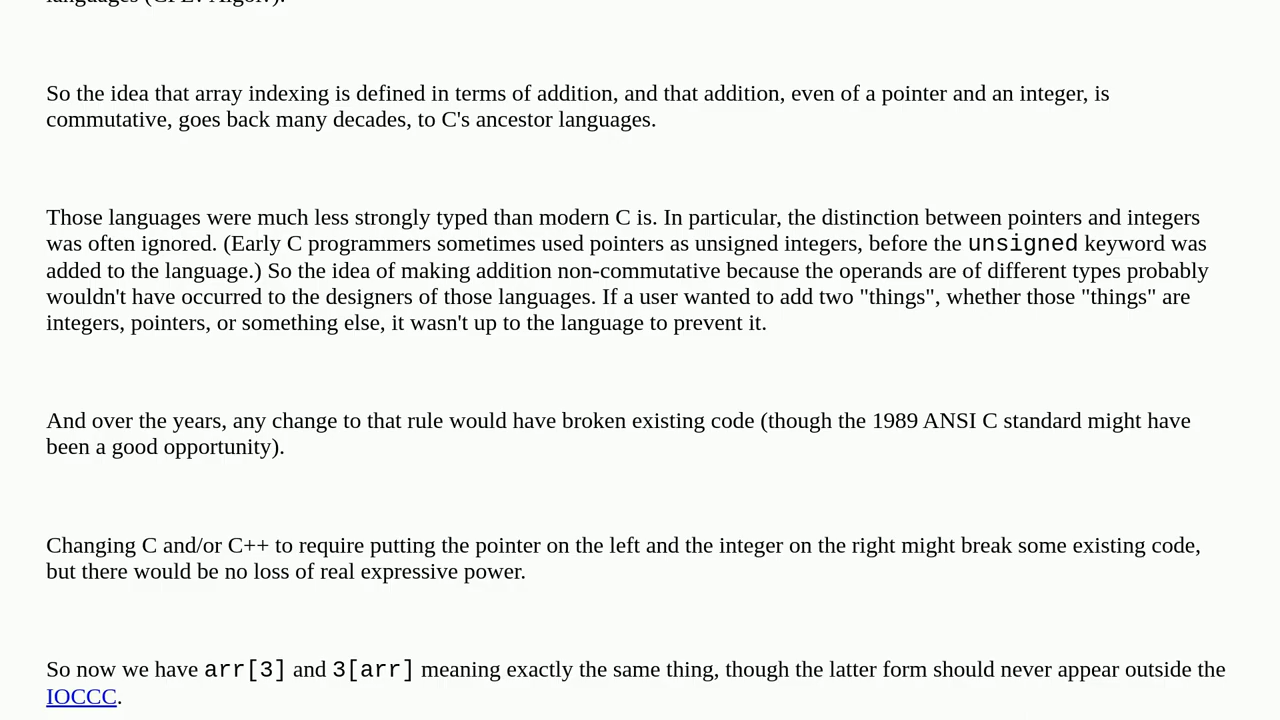 So the idea that array indexing is defined in terms of addition, and that addition, even of a pointer and an integer, is
commutative, goes back many decades, to C's ancestor languages.
Those languages were much less strongly typed than modern C is. In particular, the distinction between pointers and integers
was often ignored. (Early C programmers sometimes used pointers as unsigned integers, before the unsigned keyword was
added to the language.) So the idea of making addition non-commutative because the operands are of different types probably
wouldn't have occurred to the designers of those languages. If a user wanted to add two "things", whether those "things" are
integers, pointers, or something else, it wasn't up to the language to prevent it.
And over the years, any change to that rule would have broken existing code (though the 1989 ANSI C standard might have
been a good opportunity).
Changing C and/or C++ to require putting the pointer on the left and the integer on the right might break some existing code,
but there would be no loss of real expressive power.
So now we have arr[3] and 3[arr] meaning exactly the same thing, though the latter form should never appear outside the
IOCCC.